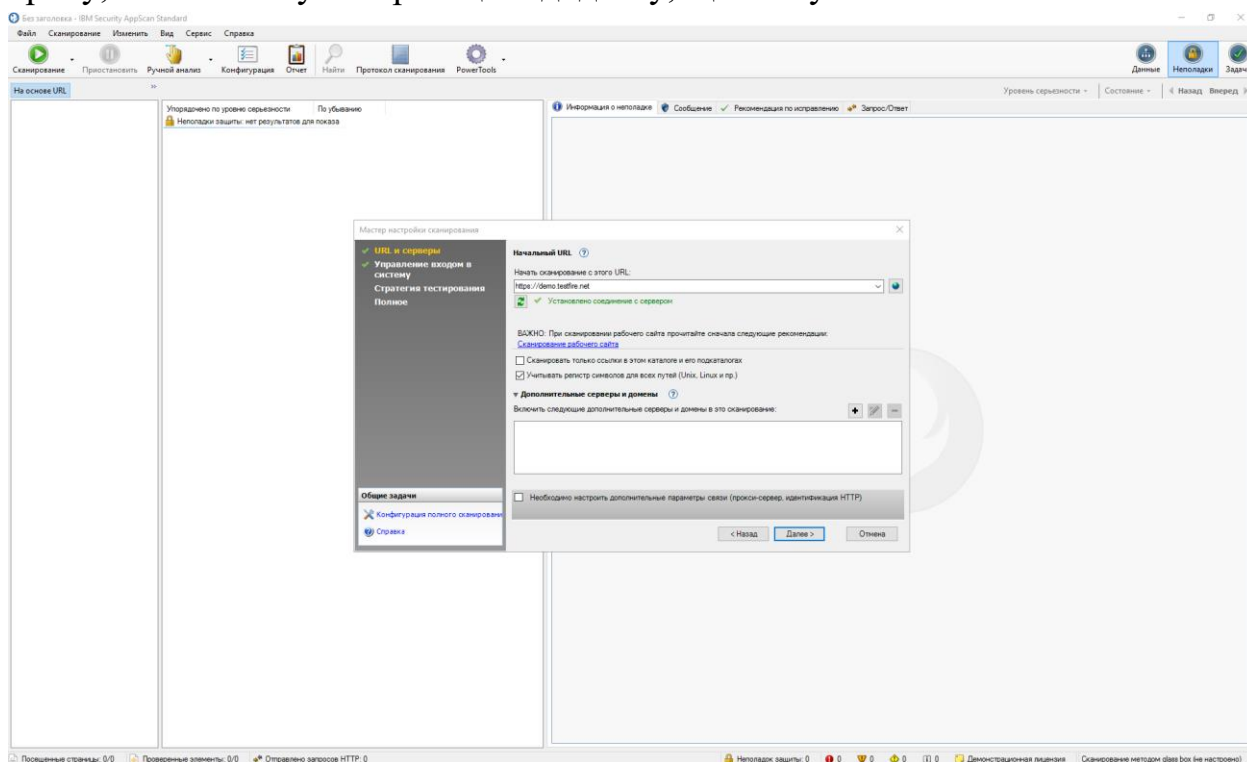 Без заголовка - IBM Security AppScan Standard
Файл Сканирование Изменить Вид Сервис Справка
Сканирование Приостановить Ручной анализ Конфигурация Отчет Найти Протокол сканирования PowerTools Данные Неполадки Задачи
На основе URL » Уровень серьезности Состояние Назад Вперед
Упорядочено по уровню серьезности По убыванию
Неполадки защиты: нет результатов для показа
Информация о неполадке Сообщение Рекомендация по исправлению Запрос/Ответ
Мастер настройки сканирования
URL и серверы
Управление входом в систему
Стратегия тестирования
Полное
Начальный URL
Начать сканирование с этого URL:
https://demo.testfire.net
Установлено соединение с сервером
ВАЖНО: При сканировании рабочего сайта прочитайте сначала следующие рекомендации:
Сканирование рабочего сайта
Сканировать только ссылки в этом каталоге и его подкаталогах
Учитывать регистр символов для всех путей (Unix, Linux и пр.)
Дополнительные серверы и домены
Включить следующие дополнительные серверы и домены в это сканирование:
Необходимо настроить дополнительные параметры связи (прокси-сервер, идентификация HTTP)
Общие задачи
Конфигурация полного сканировани
Справка
< Назад Далее > Отмена
Посещенные страницы: 0/0 Проверенные элементы: 0/0 Отправлено запросов HTTP: 0 Неполадок защиты: 0 0 0 0 0 Демонстрационная лицензия Сканирование методом glass box (не настроено)